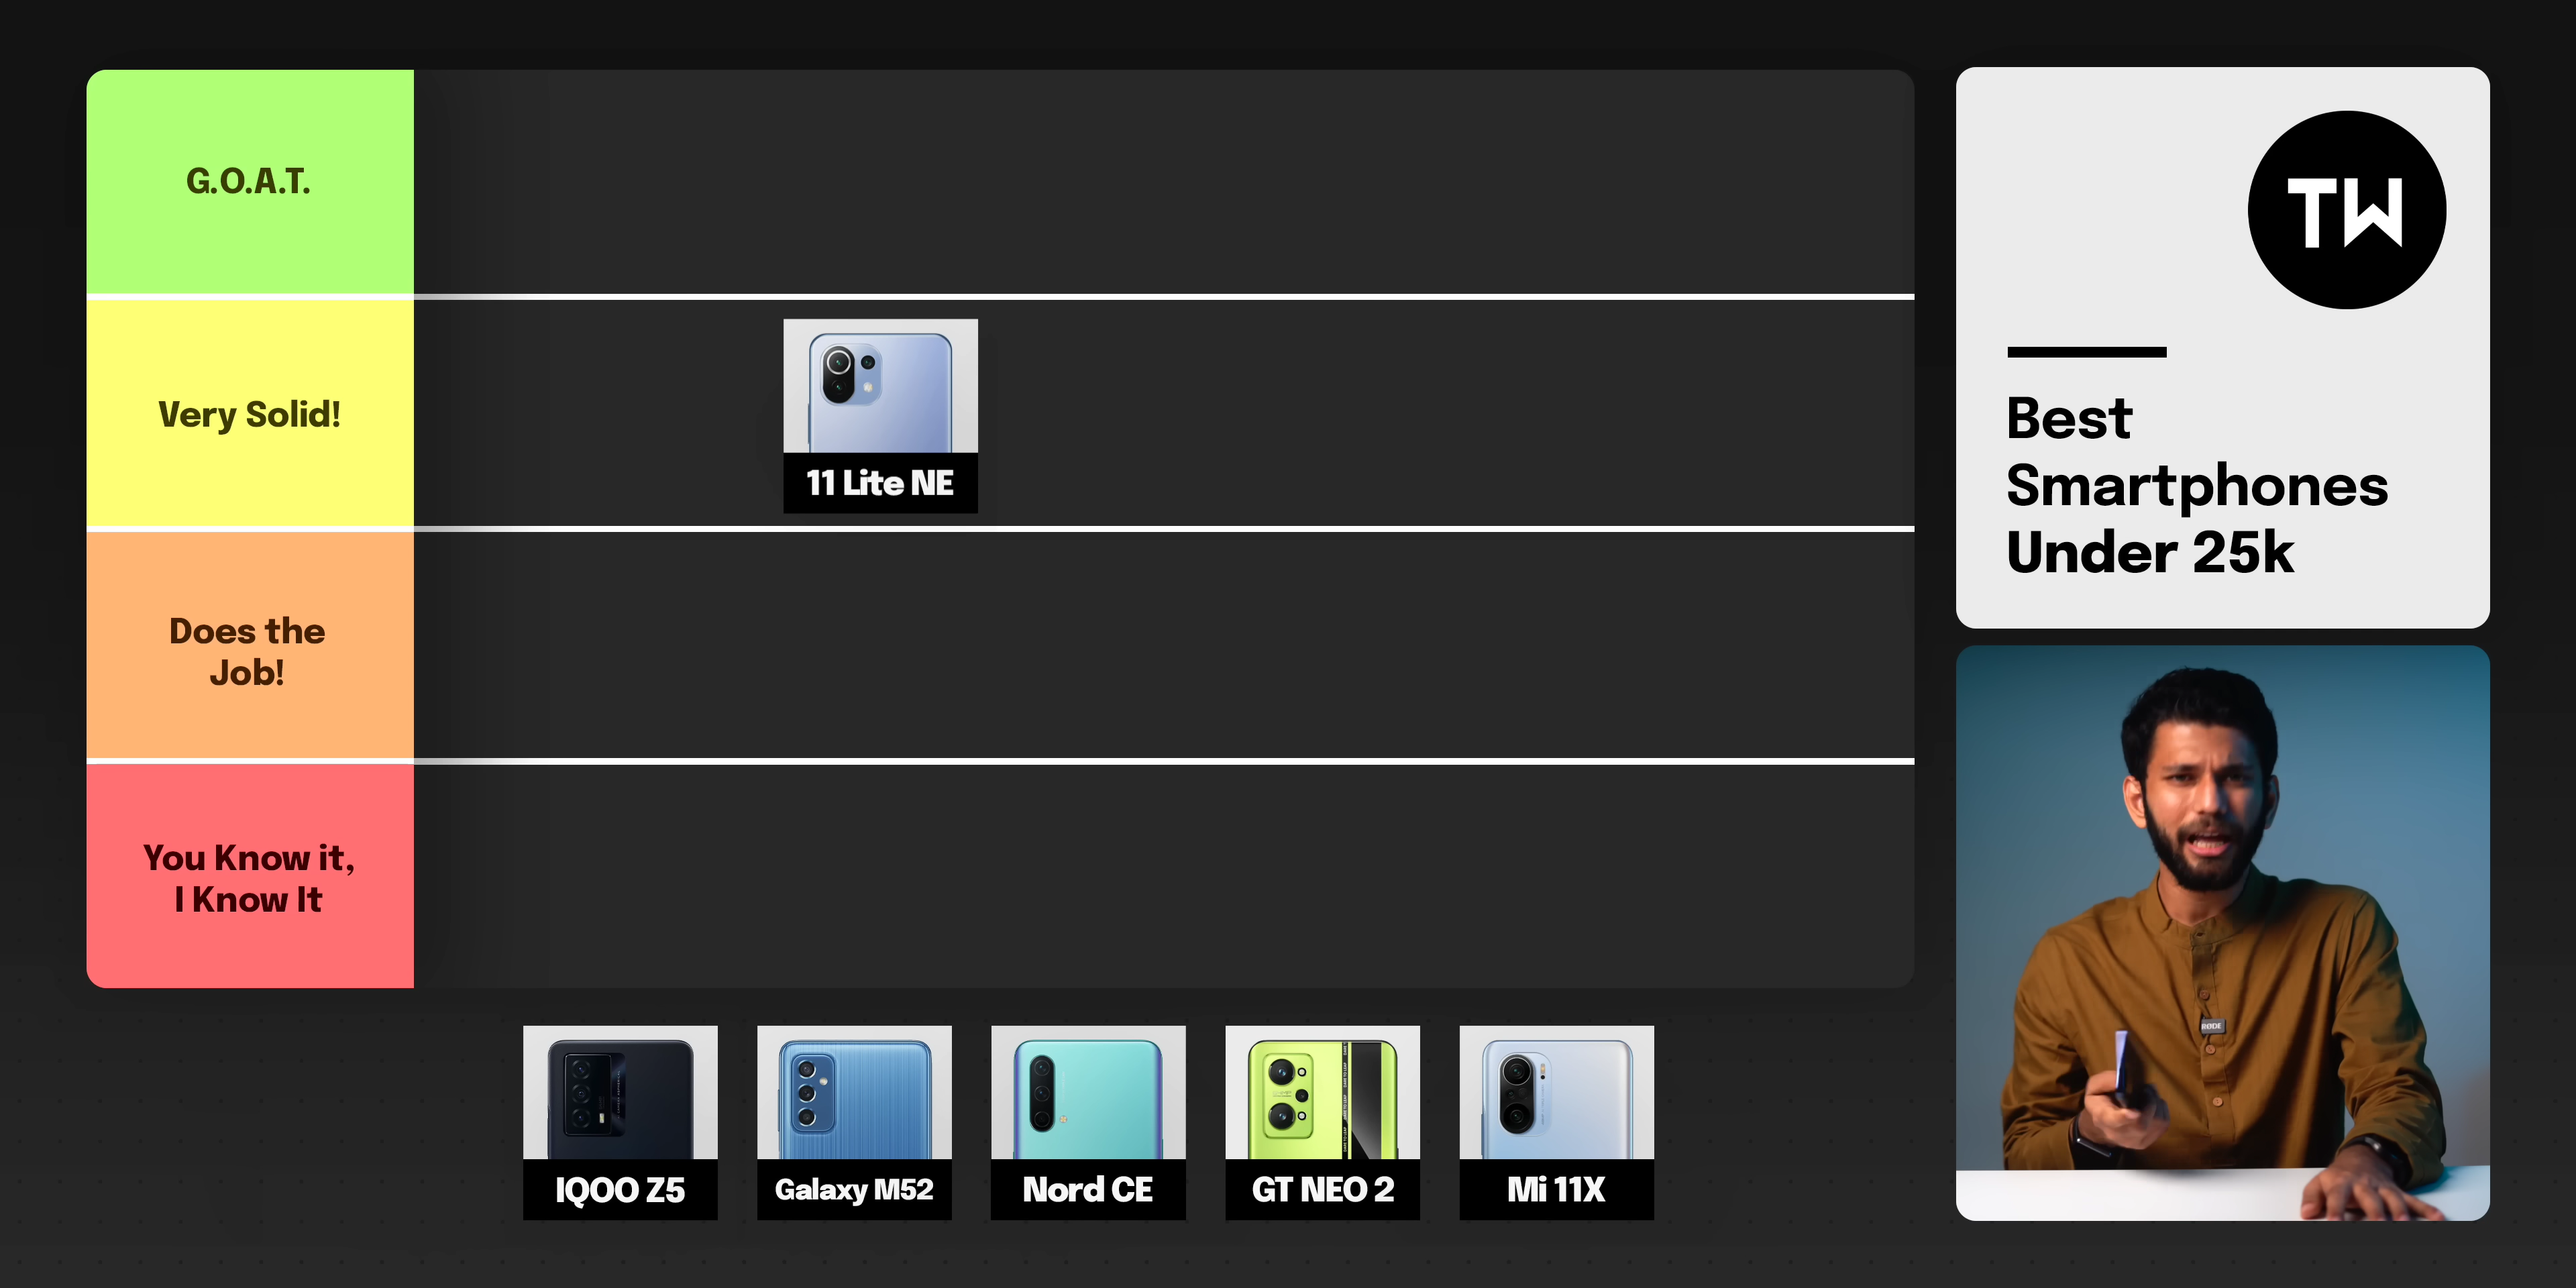 G.O.A.T.
Very Solid!
11 Lite NE
Does the
Job!
You Know it,
I Know It
IQOO Z5
Galaxy M52
Nord CE
GT NEO 2
Mi 11X
TW
Best
Smartphones
Under 25k
RØDE